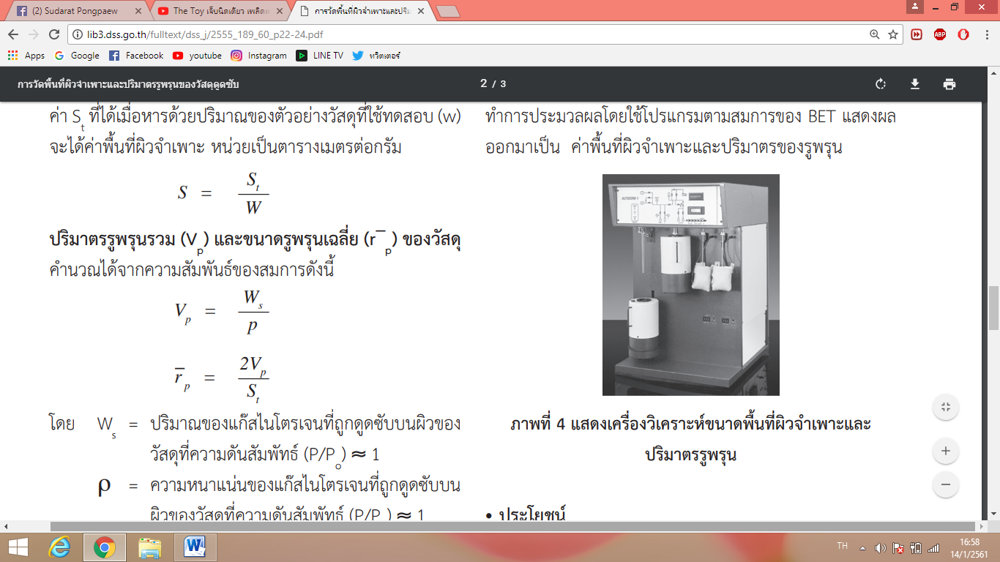 (2) Sudarat Pongpaew
The Toy เจ็บนิดเดียว เพลิดเพ
การวัดพื้นที่ผิวจำเพาะและปริม
lib3.dss.go.th/fulltext/dss_j/2555_189_60_p22-24.pdf
ABP
Apps Google Facebook youtube Instagram LINE TV ทวิตเตอร์
การวัดพื้นที่ผิวจำเพาะและปริมาตรรูพรุนของวัสดุดูดซับ
2 / 3
ค่า St ที่ได้เมื่อหารด้วยปริมาณของตัวอย่างวัสดุที่ใช้ทดสอบ (w)
จะได้ค่าพื้นที่ผิวจำเพาะ หน่วยเป็นตารางเมตรต่อกรัม
S = St / W
ปริมาตรรูพรุนรวม (Vp) และขนาดรูพรุนเฉลี่ย (r¯p) ของวัสดุ
คำนวณได้จากความสัมพันธ์ของสมการดังนี้
Vp = Ws / p
r̄p = 2Vp / St
โดย Ws = ปริมาณของแก๊สไนโตรเจนที่ถูกดูดซับบนผิวของ
วัสดุที่ความดันสัมพัทธ์ (P/Po) ≈ 1
ρ = ความหนาแน่นของแก๊สไนโตรเจนที่ถูกดูดซับบน
ผิวของวัสดุที่ความดันสัมพัทธ์ (P/P ) ≈ 1
ทำการประมวลผลโดยใช้โปรแกรมตามสมการของ BET แสดงผล
ออกมาเป็น ค่าพื้นที่ผิวจำเพาะและปริมาตรของรูพรุน
ภาพที่ 4 แสดงเครื่องวิเคราะห์ขนาดพื้นที่ผิวจำเพาะและ
ปริมาตรรูพรุน
• ประโยชน์
TH
16:58
14/1/2561